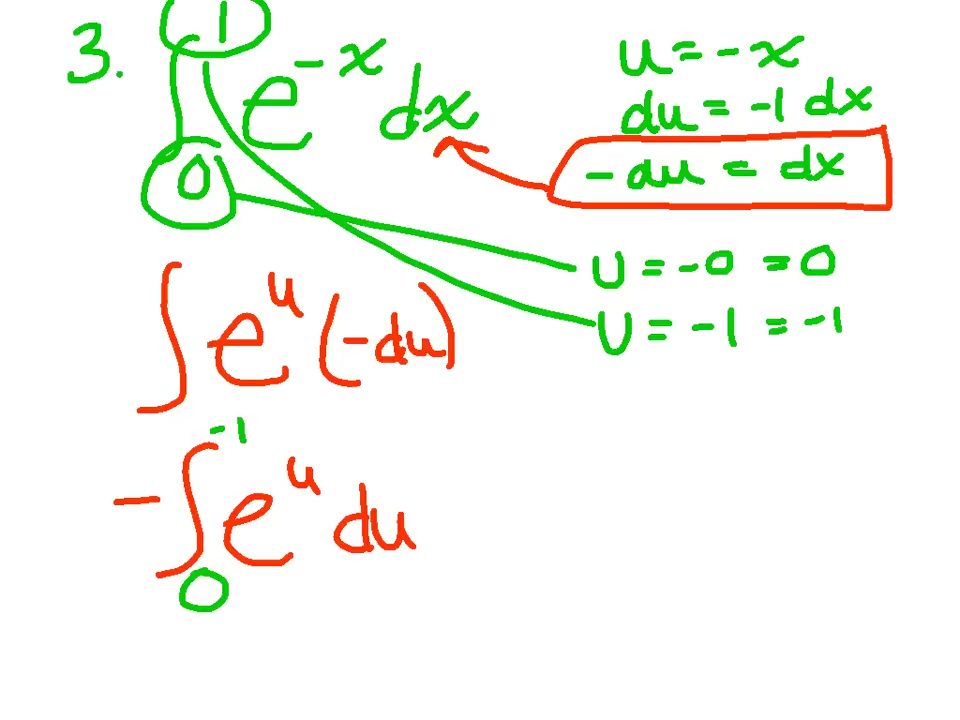 3. ∫₀¹ e^{-x} dx
u = -x
du = -1 dx
-du = dx
u = -0 = 0
u = -1 = -1
∫ e^u (-du)
-∫₀^{-1} e^u du